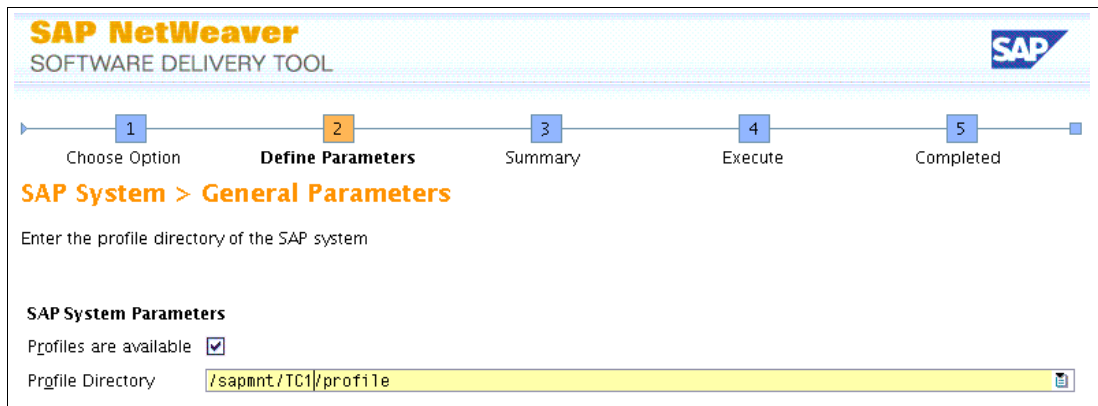 SAP NetWeaver
SOFTWARE DELIVERY TOOL
SAP
1 2 3 4 5
Choose Option Define Parameters Summary Execute Completed
SAP System > General Parameters
Enter the profile directory of the SAP system
SAP System Parameters
Profiles are available
Profile Directory /sapmnt/TC1/profile